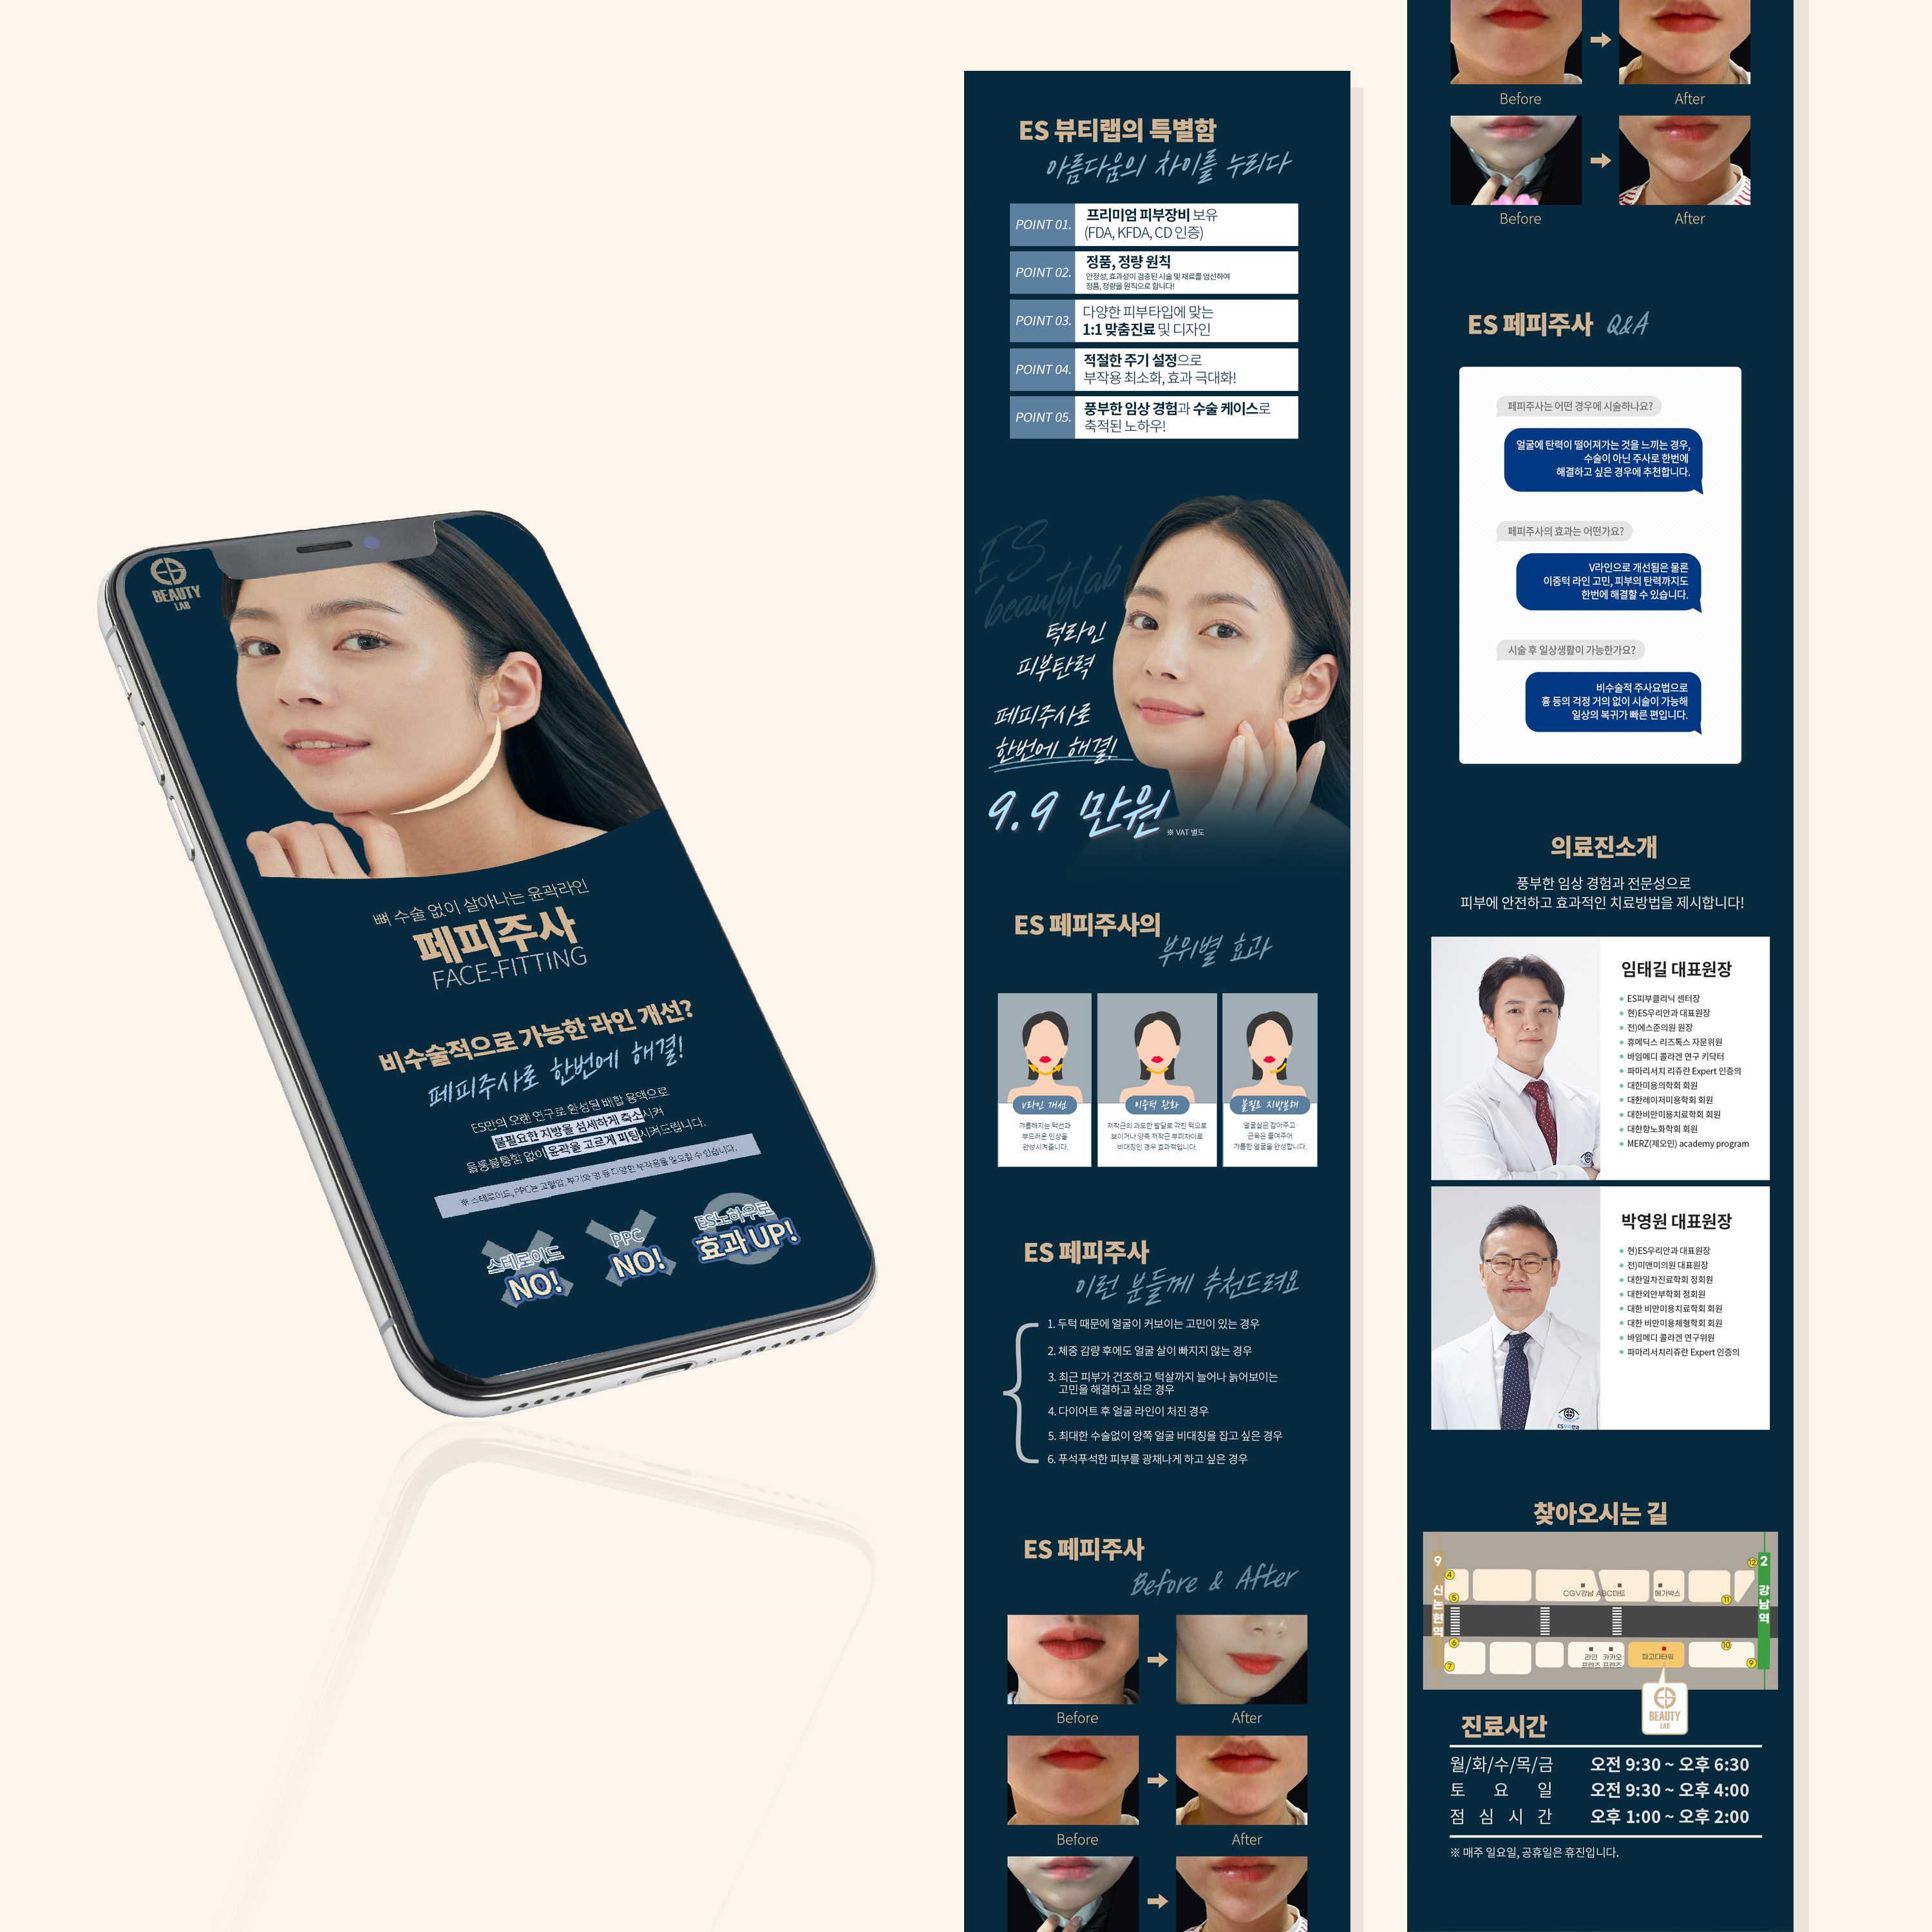 BEAUTY
LAB
뼈 수술 없이 살아나는 윤곽라인
페피주사
FACE-FITTING
비수술적으로 가능한 라인 개선?
페피주사로 한번에 해결!
ES만의 오랜 연구로 완성된 배합 용액으로
불필요한 지방을 섬세하게 축소시켜
울퉁불퉁함 없이 윤곽을 고르게 피팅시켜드립니다.
※ 스테로이드, PPC는 고혈압, 부기와 멍 등 다양한 부작용을 일으킬 수 있습니다.
스테로이드
NO!
PPC
NO!
ES노하우로
효과 UP!
ES 뷰티랩의 특별함
아름다움의 차이를 누리다
POINT 01.
프리미엄 피부장비 보유
(FDA, KFDA, CD 인증)
POINT 02.
정품, 정량 원칙
안정성, 효과성이 검증된 시술 및 재료를 엄선하여
정품, 정량을 원칙으로 합니다!
POINT 03.
다양한 피부타입에 맞는
1:1 맞춤진료 및 디자인
POINT 04.
적절한 주기 설정으로
부작용 최소화, 효과 극대화!
POINT 05.
풍부한 임상 경험과 수술 케이스로
축적된 노하우!
ES
beautylab
턱라인
피부탄력
페피주사로
한번에 해결!
9.9 만원
※ VAT 별도
ES 페피주사의
부위별 효과
V라인 개선
가름해지는 턱선과
부드러운 인상을
완성시켜줍니다.
이중턱 완화
저작근의 과도한 발달로 각진 턱으로
보이거나 양측 저작근 부피차이로
비대칭인 경우 효과적입니다.
불필요 지방분해
얼굴살은 잡아주고
근육은 풀여주어
가름한 얼굴을 완성합니다.
ES 페피주사
이런 분들께 추천드려요
1. 두턱 때문에 얼굴이 커보이는 고민이 있는 경우
2. 체중 감량 후에도 얼굴 살이 빠지지 않는 경우
3. 최근 피부가 건조하고 턱살까지 늘어나 늙어보이는
고민을 해결하고 싶은 경우
4. 다이어트 후 얼굴 라인이 처진 경우
5. 최대한 수술없이 양쪽 얼굴 비대칭을 잡고 싶은 경우
6. 푸석푸석한 피부를 광채나게 하고 싶은 경우
ES 페피주사
Before & After
Before
After
Before
After
Before
After
Before
After
ES 페피주사 Q&A
페피주사는 어떤 경우에 시술하나요?
얼굴에 탄력이 떨어져가는 것을 느끼는 경우,
수술이 아닌 주사로 한번에
해결하고 싶은 경우에 추천합니다.
페피주사의 효과는 어떤가요?
V라인으로 개선됨은 물론
이중턱 라인 고민, 피부의 탄력까지도
한번에 해결할 수 있습니다.
시술 후 일상생활이 가능한가요?
비수술적 주사요법으로
흉 등의 걱정 거의 없이 시술이 가능해
일상의 복귀가 빠른 편입니다.
의료진소개
풍부한 임상 경험과 전문성으로
피부에 안전하고 효과적인 치료방법을 제시합니다!
임태길 대표원장
ES피부클리닉 센터장
현)ES우리안과 대표원장
전)에스준의원 원장
휴메딕스 리즈톡스 자문위원
바임메디 콜라겐 연구 키닥터
파마리서치 리쥬란 Expert 인증의
대한미용의학회 회원
대한레이저미용학회 회원
대한비만미용치료학회 회원
대한항노화학회 회원
MERZ(제오민) academy program
박영원 대표원장
현)ES우리안과 대표원장
전)미앤미의원 대표원장
대한일차진료학회 정회원
대한외안부학회 정회원
대한 비만미용치료학회 회원
대한 비만미용체형학회 회원
바임메디 콜라겐 연구위원
파마리서치리쥬란 Expert 인증의
ES우리안과
찾아오시는 길
9
신논현역
4
5
6
7
CGV강남
ABC마트
메가박스
라인
프렌즈
카카오
프렌즈
파고다타워
12
11
10
9
2
강남역
BEAUTY
LAB
진료시간
월/화/수/목/금 오전 9:30 ~ 오후 6:30
토 요 일 오전 9:30 ~ 오후 4:00
점 심 시 간 오후 1:00 ~ 오후 2:00
※ 매주 일요일, 공휴일은 휴진입니다.